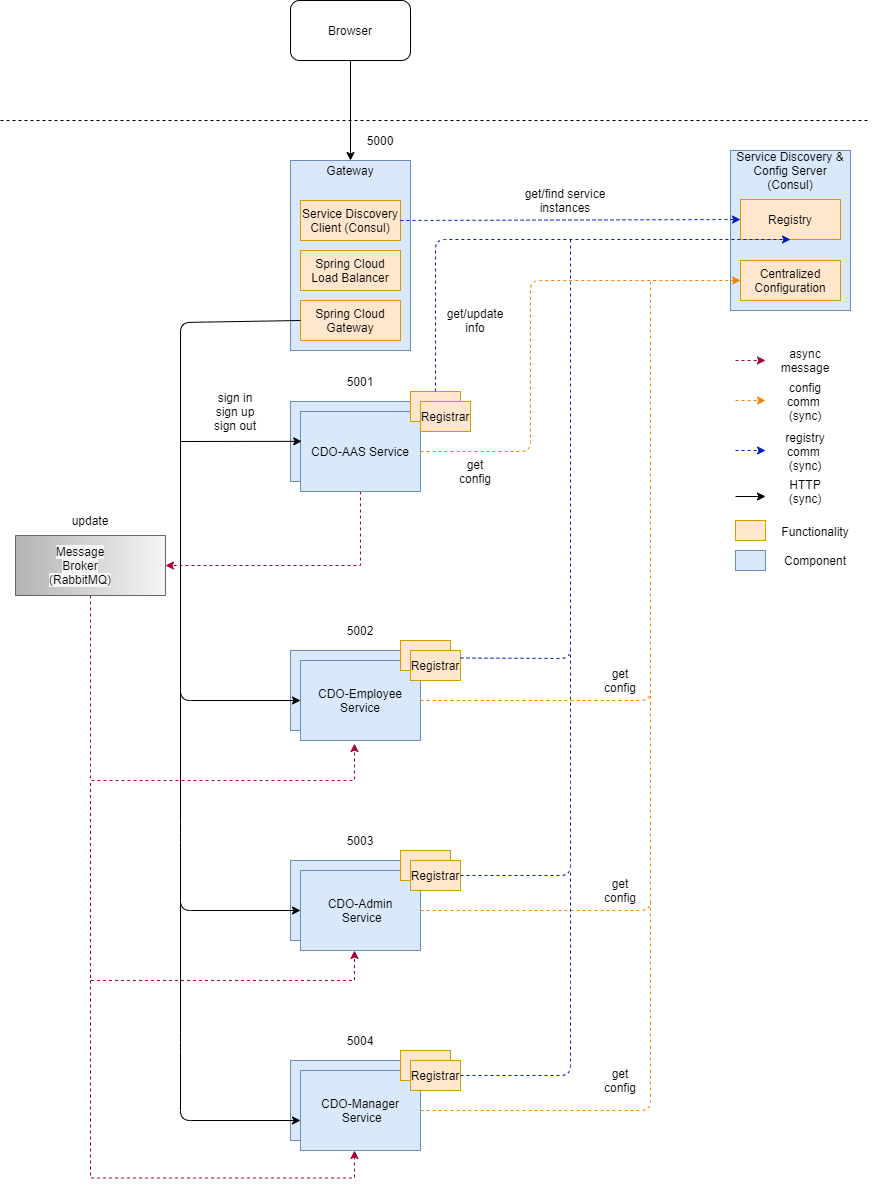 Browser
5000
Gateway
Service Discovery
Client (Consul)
Spring Cloud
Load Balancer
Spring Cloud
Gateway
get/find service
instances
Service Discovery &
Config Server
(Consul)
Registry
Centralized
Configuration
get/update
info
async
message
config
comm
(sync)
registry
comm
(sync)
HTTP
(sync)
Functionality
Component
5001
sign in
sign up
sign out
Registrar
CDO-AAS Service
get
config
update
Message
Broker
(RabbitMQ)
5002
Registrar
CDO-Employee
Service
get
config
5003
Registrar
CDO-Admin
Service
get
config
5004
Registrar
CDO-Manager
Service
get
config